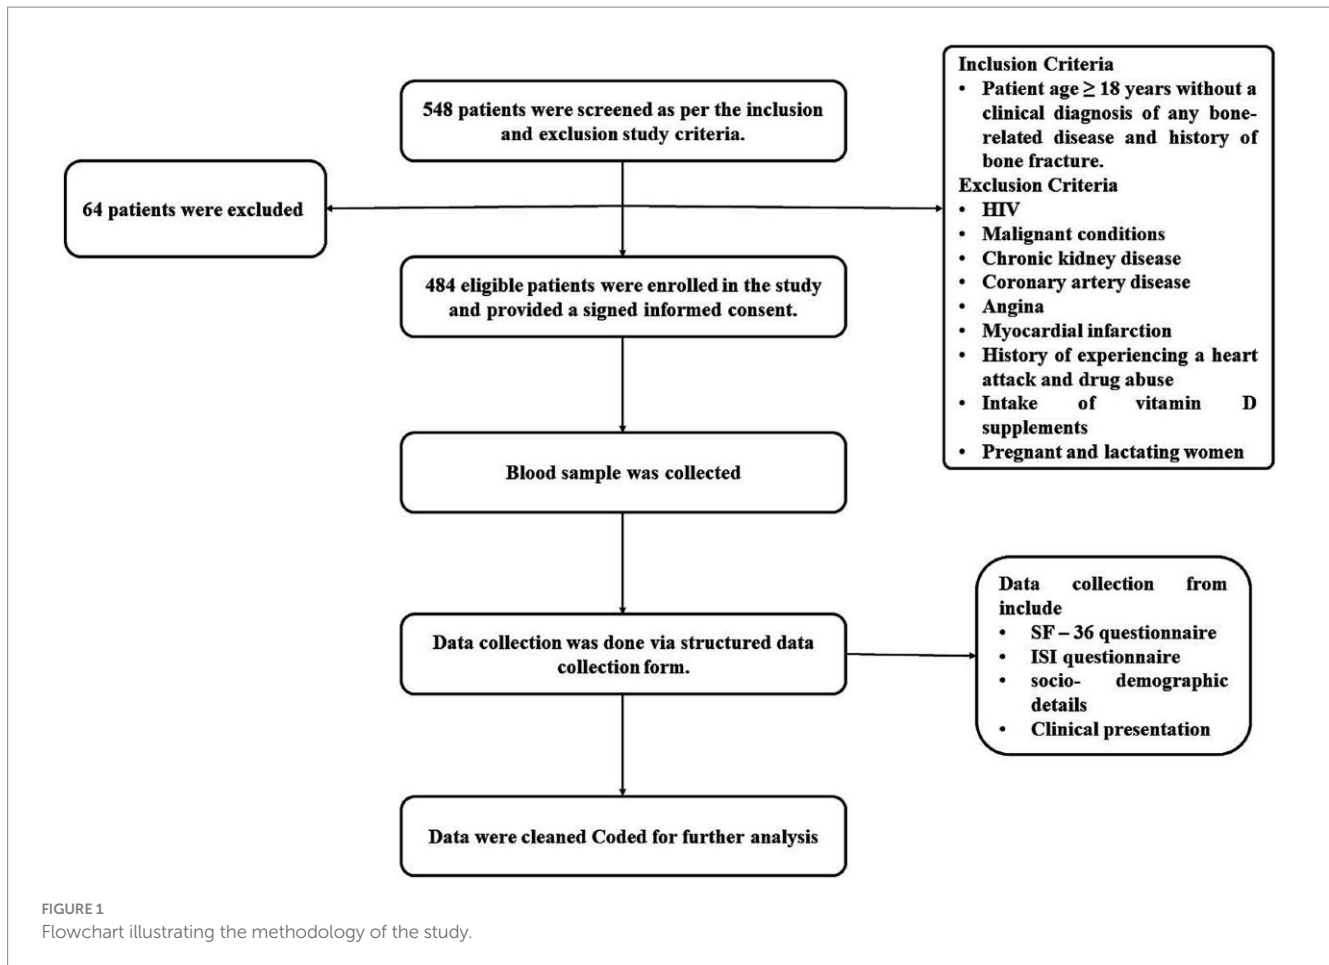 548 patients were screened as per the inclusion
and exclusion study criteria.
64 patients were excluded
Inclusion Criteria
• Patient age ≥ 18 years without a
clinical diagnosis of any bone-
related disease and history of
bone fracture.
Exclusion Criteria
• HIV
• Malignant conditions
• Chronic kidney disease
• Coronary artery disease
• Angina
• Myocardial infarction
• History of experiencing a heart
attack and drug abuse
• Intake of vitamin D
supplements
• Pregnant and lactating women
484 eligible patients were enrolled in the study
and provided a signed informed consent.
Blood sample was collected
Data collection was done via structured data
collection form.
Data collection from
include
• SF – 36 questionnaire
• ISI questionnaire
• socio- demographic
details
• Clinical presentation
Data were cleaned Coded for further analysis
FIGURE 1
Flowchart illustrating the methodology of the study.